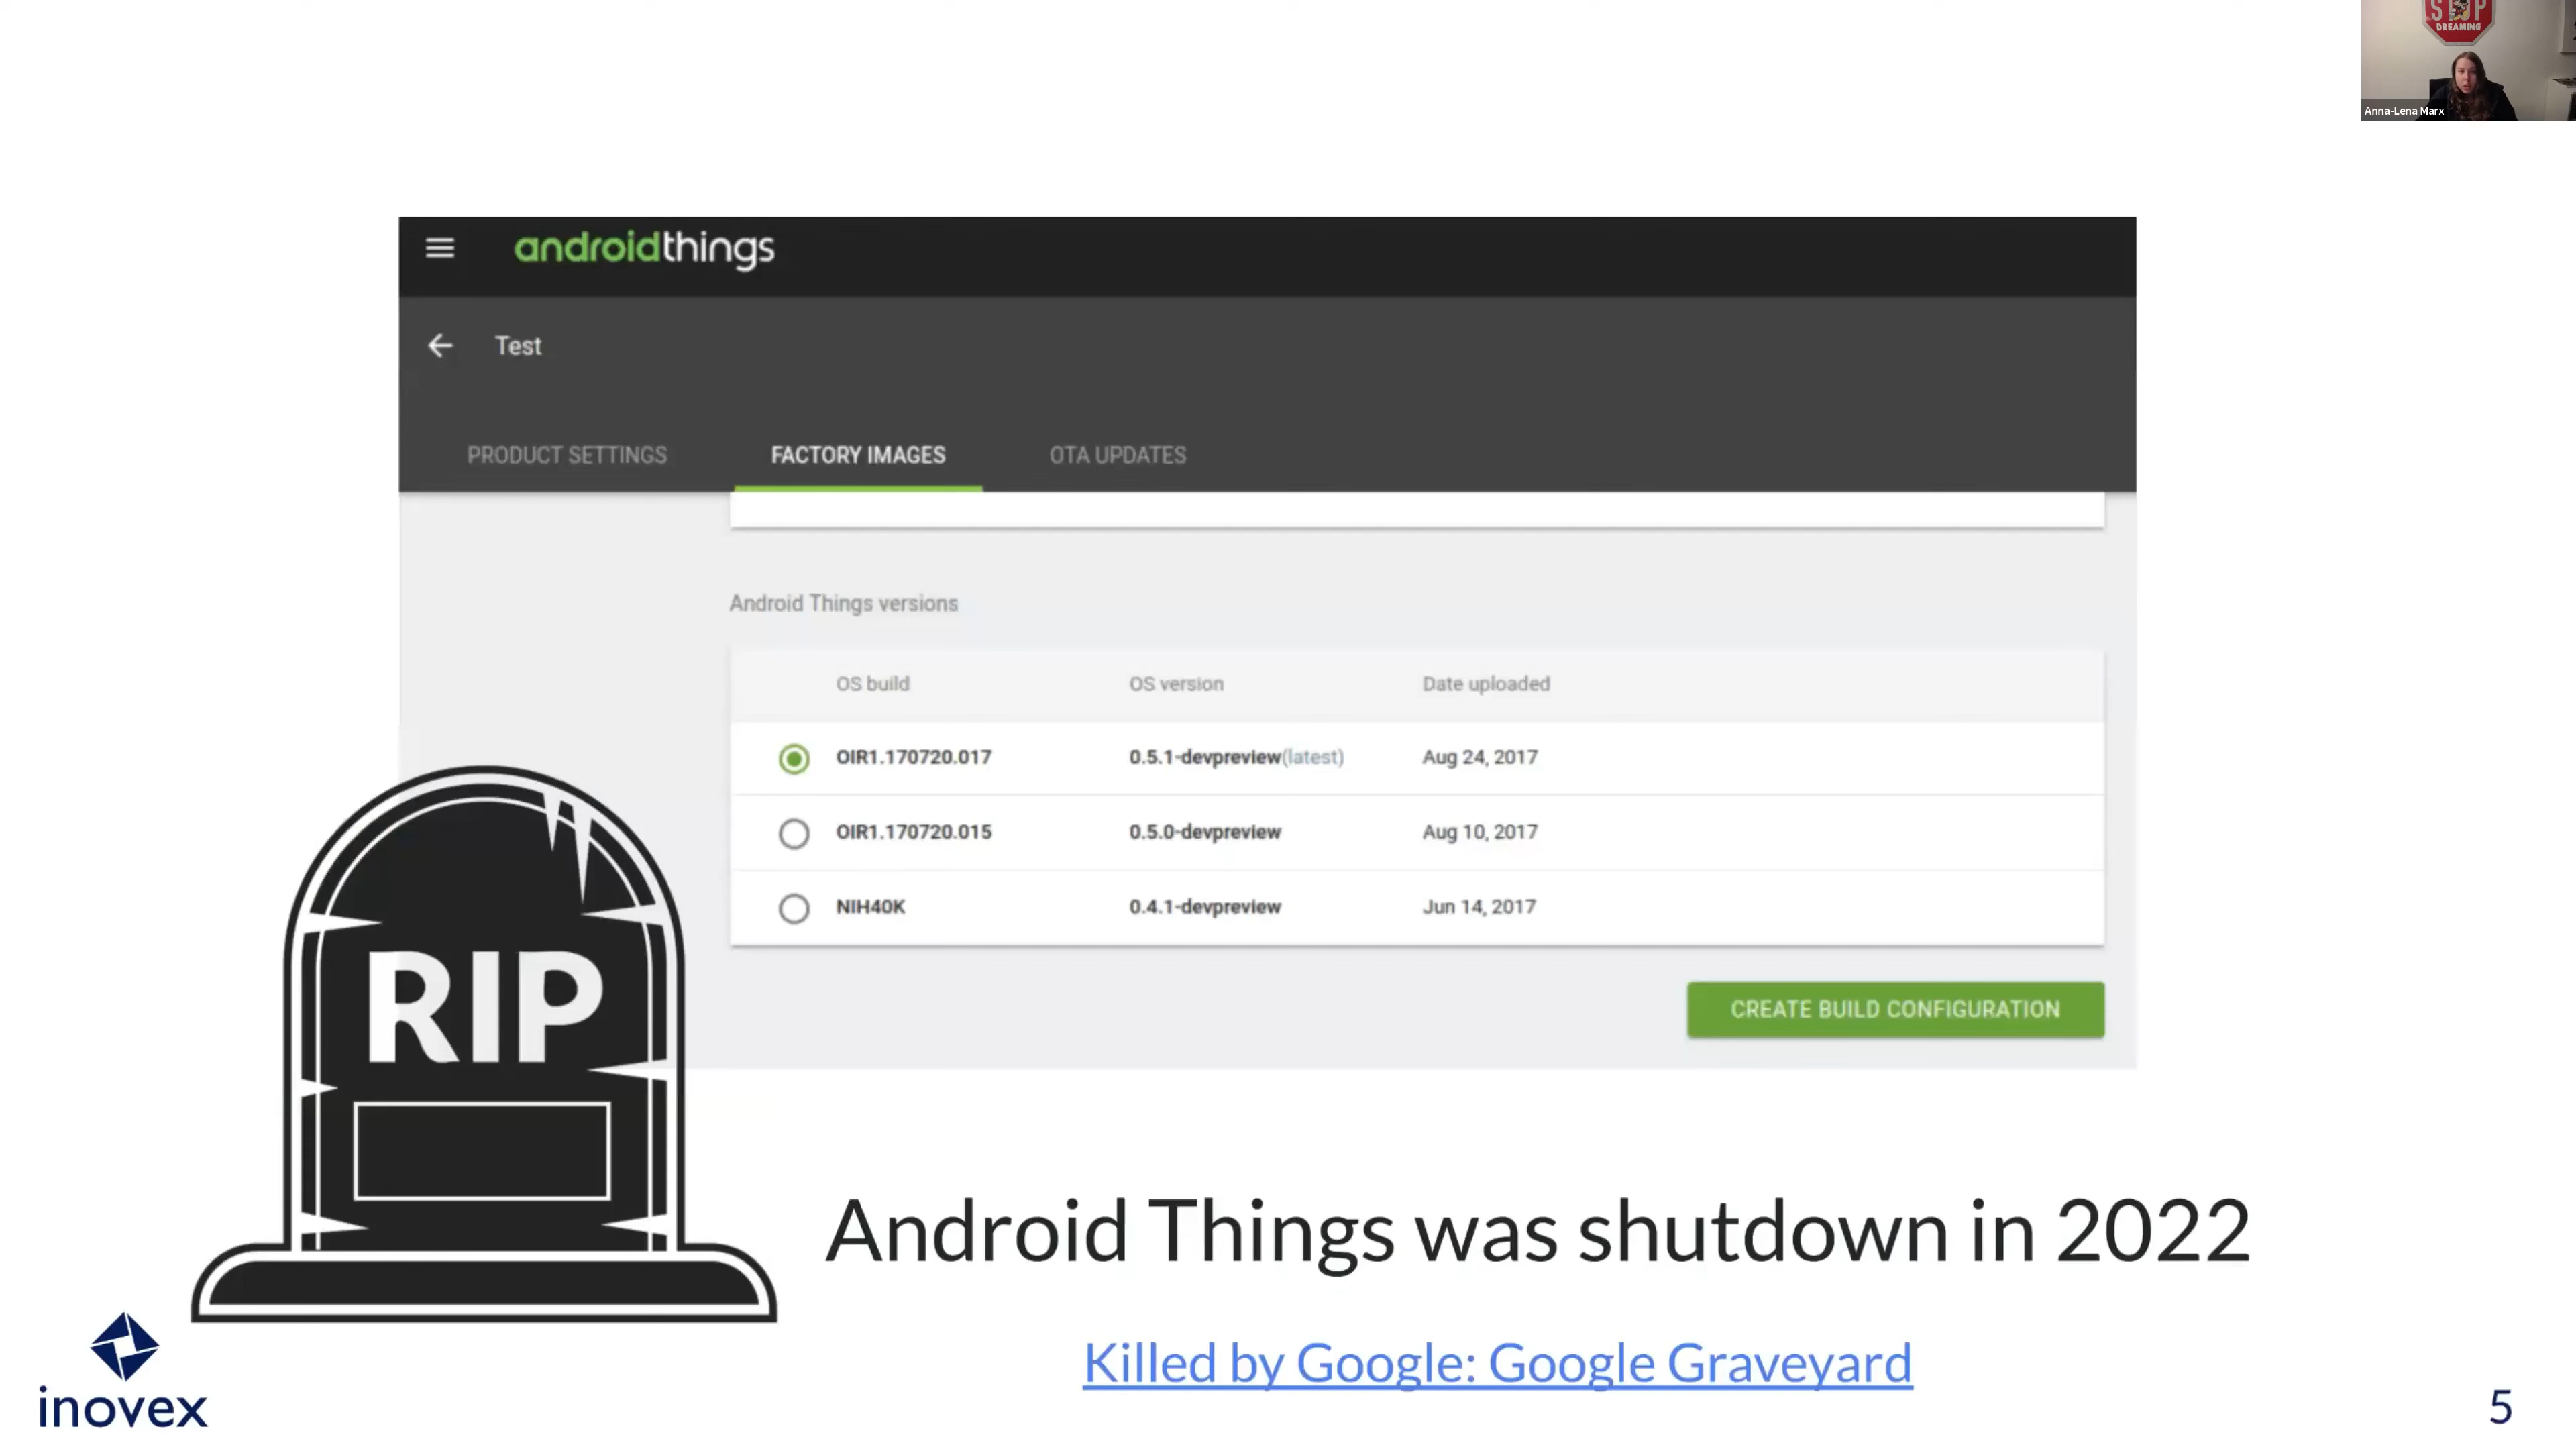 STOP
DREAMING
Anna-Lena Marx
androidthings
Test
PRODUCT SETTINGS FACTORY IMAGES OTA UPDATES
Android Things versions
OS build OS version Date uploaded
OIR1.170720.017 0.5.1-devpreview(latest) Aug 24, 2017
OIR1.170720.015 0.5.0-devpreview Aug 10, 2017
NIH40K 0.4.1-devpreview Jun 14, 2017
CREATE BUILD CONFIGURATION
RIP
Android Things was shutdown in 2022
Killed by Google: Google Graveyard
inovex
5